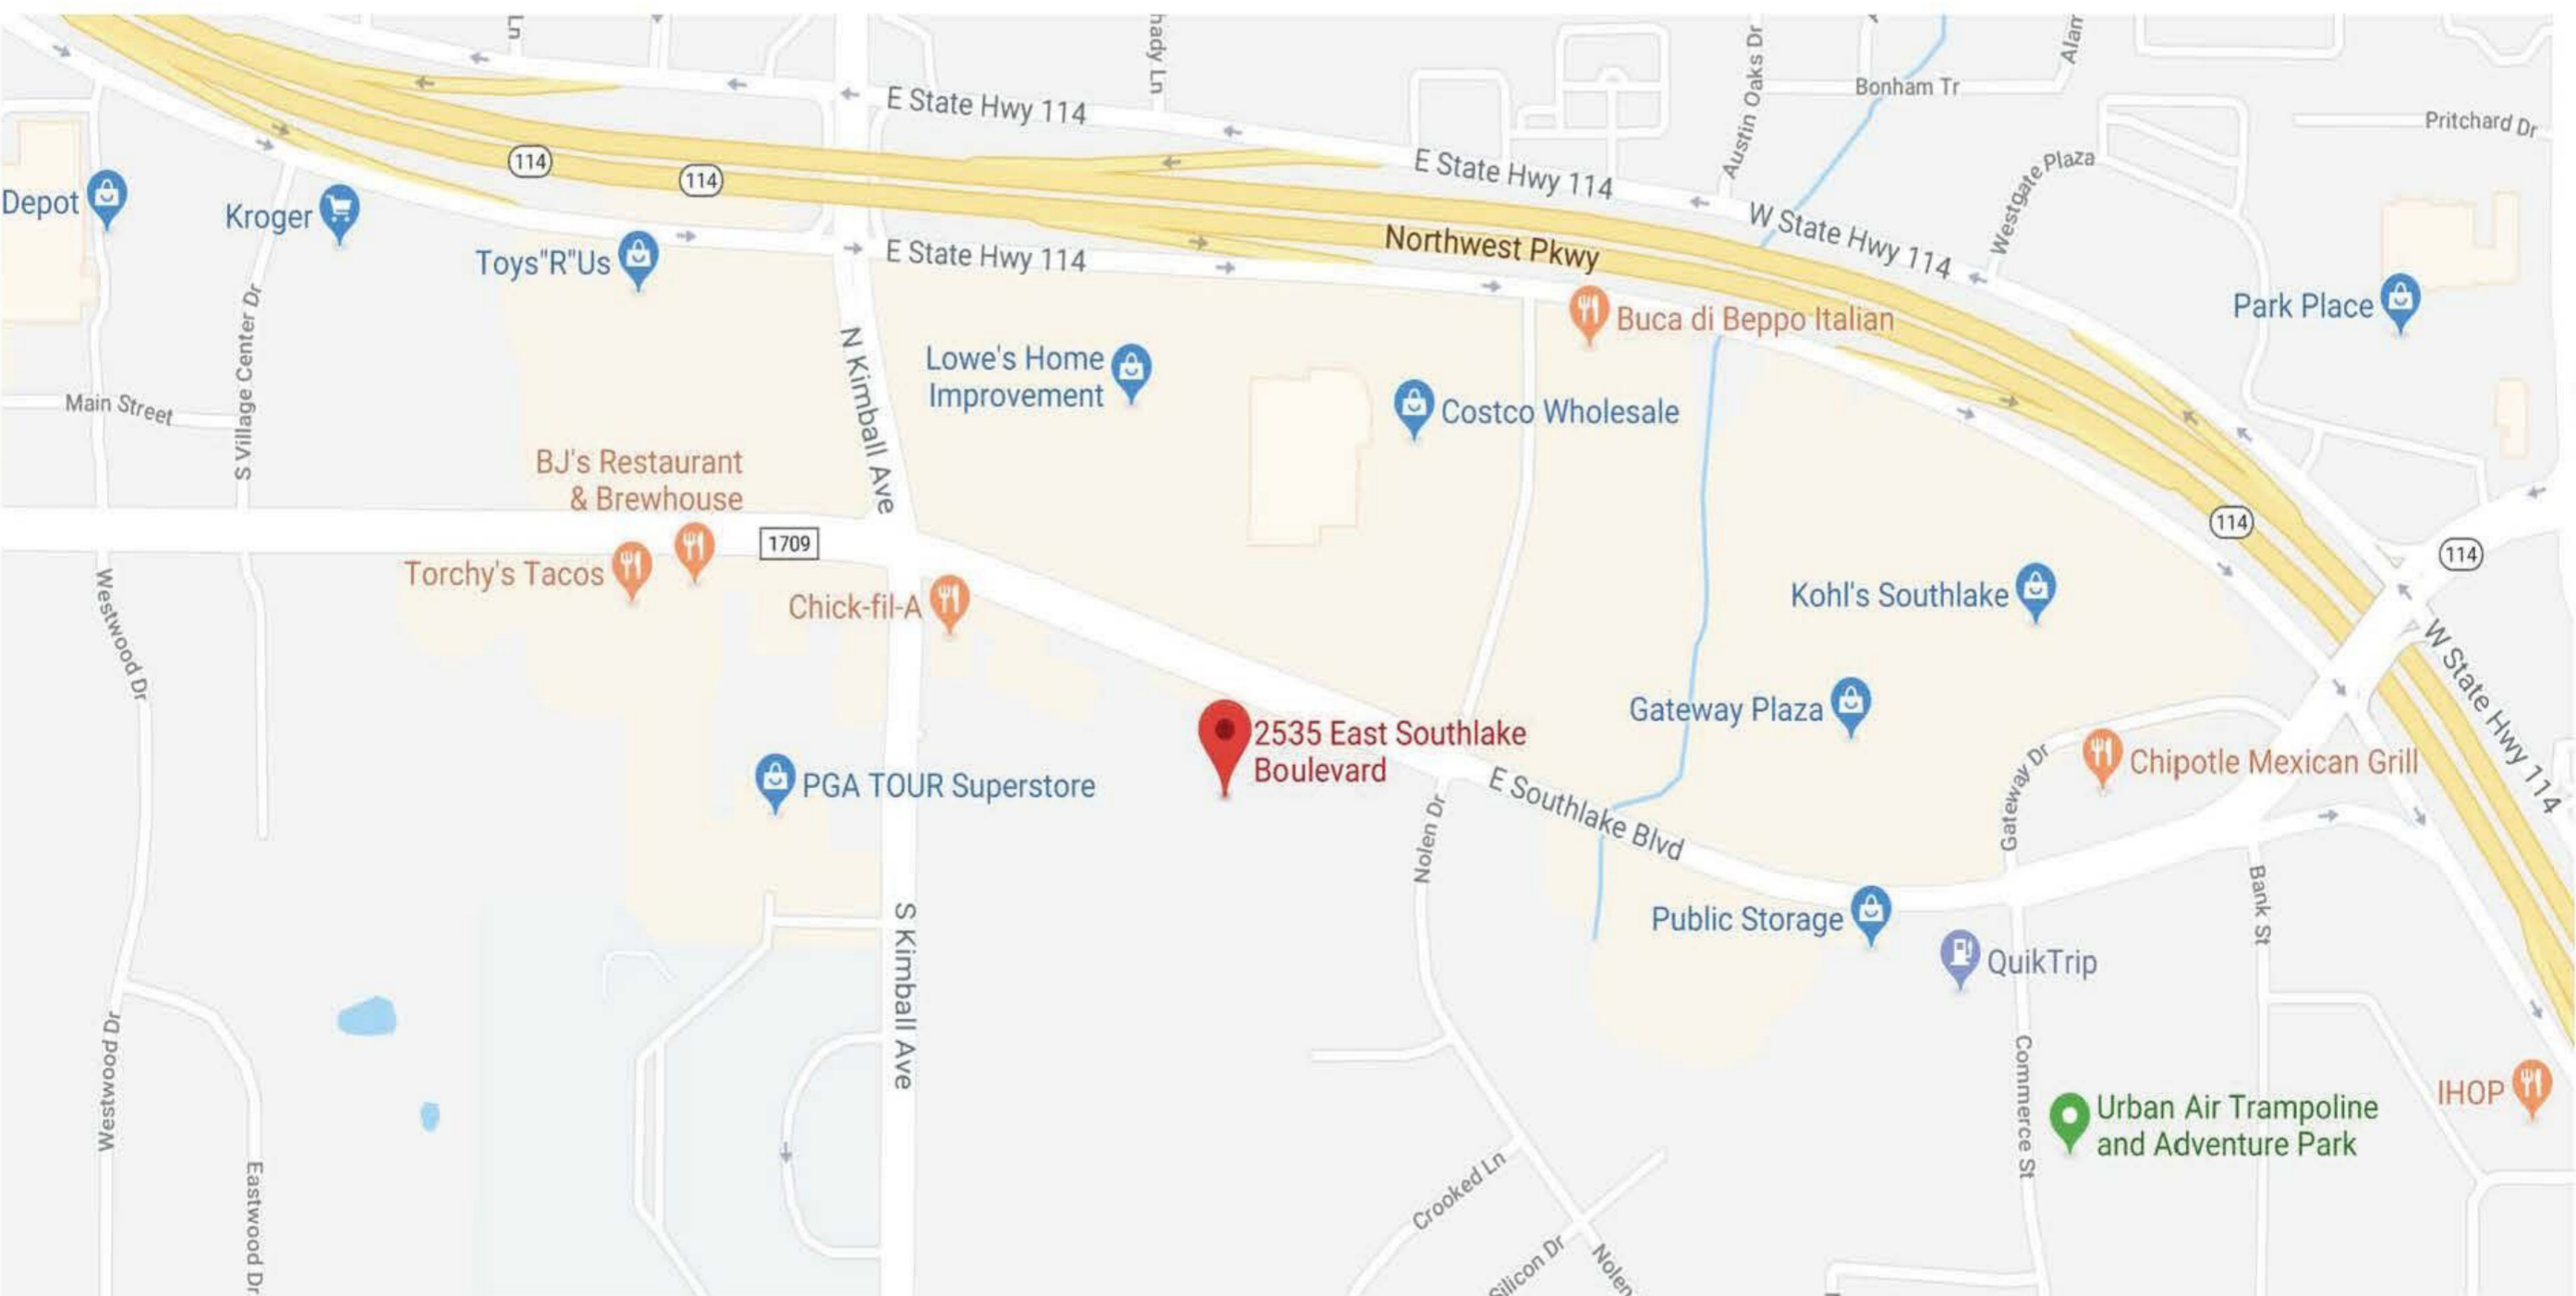 Ln
hady Ln
Austin Oaks Dr
Alam
Bonham Tr
E State Hwy 114
Pritchard Dr
Westgate Plaza
114
114
E State Hwy 114
Depot
Kroger
Toys"R"Us
E State Hwy 114
Northwest Pkwy
W State Hwy 114
Park Place
Buca di Beppo Italian
S Village Center Dr
N Kimball Ave
Lowe's Home
Improvement
Costco Wholesale
Main Street
BJ's Restaurant
& Brewhouse
1709
114
114
Torchy's Tacos
Chick-fil-A
Kohl's Southlake
Westwood Dr
W State Hwy 114
Gateway Plaza
2535 East Southlake
Boulevard
PGA TOUR Superstore
E Southlake Blvd
Nolen Dr
Gateway Dr
Chipotle Mexican Grill
Public Storage
QuikTrip
Bank St
S Kimball Ave
Westwood Dr
Commerce St
Urban Air Trampoline
and Adventure Park
IHOP
Eastwood Dr
Crooked Ln
Silicon Dr
Nolen